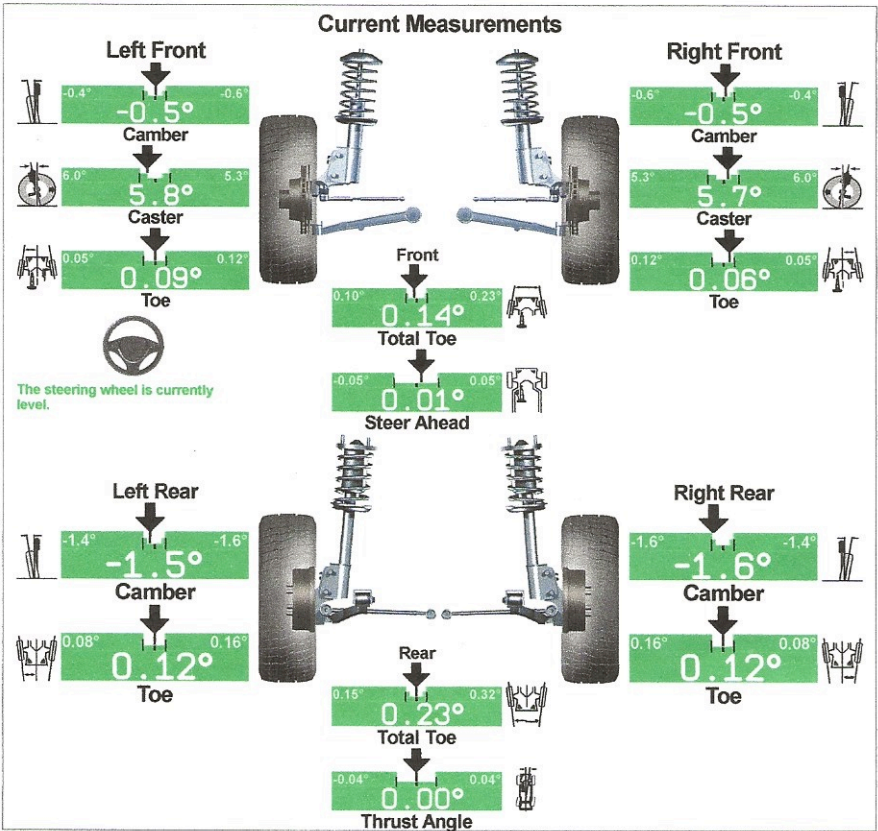 Current Measurements
Left Front
Right Front
-0.4° -0.6°
-0.5°
Camber
-0.6° -0.4°
-0.5°
Camber
6.0° 5.3°
5.8°
Caster
5.3° 6.0°
5.7°
Caster
0.05° 0.12°
0.09°
Toe
0.12° 0.05°
0.06°
Toe
Front
0.10° 0.23°
0.14°
Total Toe
-0.05° 0.05°
0.01°
Steer Ahead
The steering wheel is currently
level.
Left Rear
Right Rear
-1.4° -1.6°
-1.5°
Camber
-1.6° -1.4°
-1.6°
Camber
0.08° 0.16°
0.12°
Toe
0.16° 0.08°
0.12°
Toe
Rear
0.15° 0.32°
0.23°
Total Toe
-0.04° 0.04°
0.00°
Thrust Angle